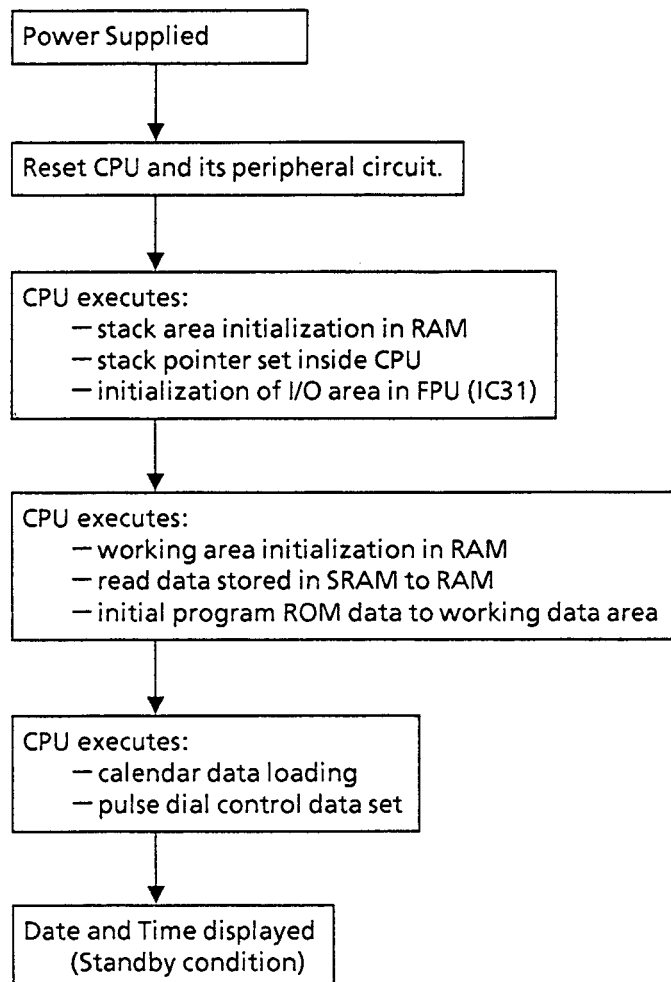 Power Supplied
Reset CPU and its peripheral circuit.
CPU executes:
— stack area initialization in RAM
— stack pointer set inside CPU
— initialization of I/O area in FPU (IC31)
CPU executes:
— working area initialization in RAM
— read data stored in SRAM to RAM
— initial program ROM data to working data area
CPU executes:
— calendar data loading
— pulse dial control data set
Date and Time displayed
(Standby condition)